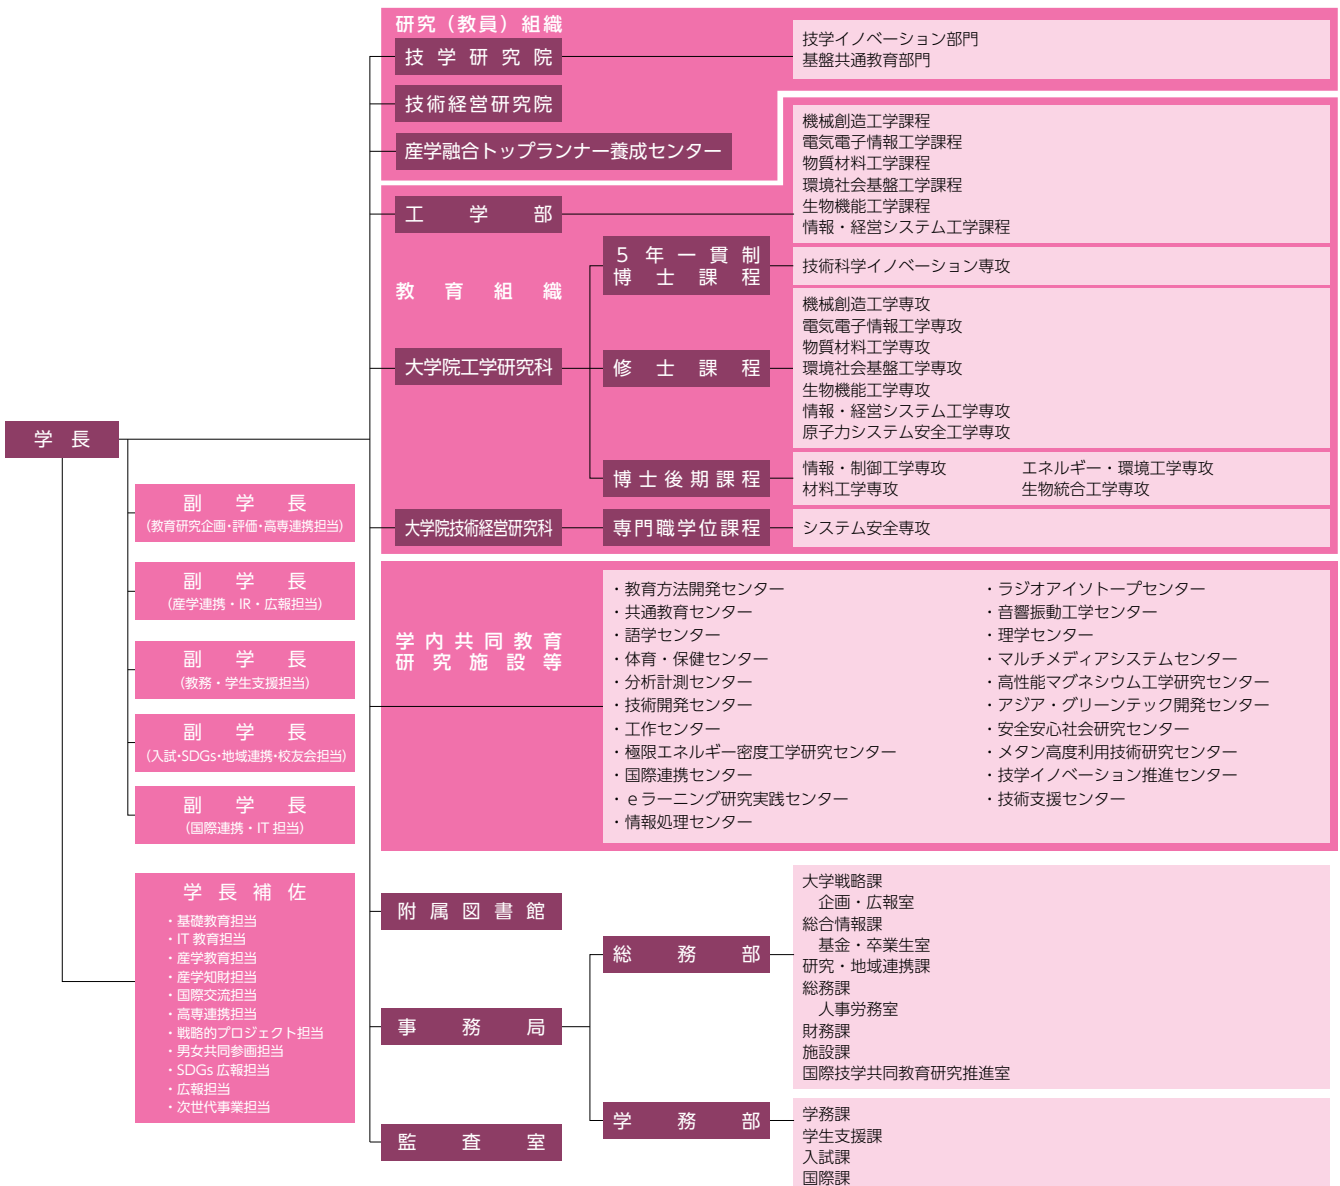 研究（教員）組織
技学研究院
技学イノベーション部門
基盤共通教育部門
技術経営研究院
産学融合トップランナー養成センター
工学部
機械創造工学課程
電気電子情報工学課程
物質材料工学課程
環境社会基盤工学課程
生物機能工学課程
情報・経営システム工学課程
教育組織
大学院工学研究科
５年一貫制
博士課程
技術科学イノベーション専攻
修士課程
機械創造工学専攻
電気電子情報工学専攻
物質材料工学専攻
環境社会基盤工学専攻
生物機能工学専攻
情報・経営システム工学専攻
原子力システム安全工学専攻
博士後期課程
情報・制御工学専攻
材料工学専攻
エネルギー・環境工学専攻
生物統合工学専攻
大学院技術経営研究科
専門職学位課程
システム安全専攻
学長
副学長
（教育研究企画・評価・高専連携担当）
副学長
（産学連携・IR・広報担当）
副学長
（教務・学生支援担当）
副学長
（入試・SDGs・地域連携・校友会担当）
副学長
（国際連携・IT 担当）
学長補佐
・基礎教育担当
・IT 教育担当
・産学教育担当
・産学知財担当
・国際交流担当
・高専連携担当
・戦略的プロジェクト担当
・男女共同参画担当
・SDGs 広報担当
・広報担当
・次世代事業担当
学内共同教育
研究施設等
・教育方法開発センター
・共通教育センター
・語学センター
・体育・保健センター
・分析計測センター
・技術開発センター
・工作センター
・極限エネルギー密度工学研究センター
・国際連携センター
・ｅラーニング研究実践センター
・情報処理センター
・ラジオアイソトープセンター
・音響振動工学センター
・理学センター
・マルチメディアシステムセンター
・高性能マグネシウム工学研究センター
・アジア・グリーンテック開発センター
・安全安心社会研究センター
・メタン高度利用技術研究センター
・技学イノベーション推進センター
・技術支援センター
附属図書館
事務局
総務部
大学戦略課
企画・広報室
総合情報課
基金・卒業生室
研究・地域連携課
総務課
人事労務室
財務課
施設課
国際技学共同教育研究推進室
学務部
学務課
学生支援課
入試課
国際課
監査室